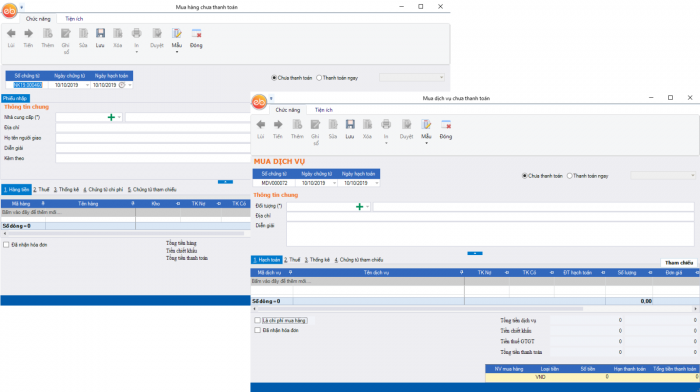 Mua hàng chưa thanh toán
eb
Chức năng Tiện ích
Lùi Tiến Thêm Ghi sổ Sửa Lưu Xóa In Duyệt Mẫu Đóng
Số chứng từ Ngày chứng từ Ngày hạch toán
10/10/2019 10/10/2019
Chưa thanh toán Thanh toán ngay
Phiếu nhập
Thông tin chung
Nhà cung cấp (*)
Địa chỉ
Họ tên người giao
Diễn giải
Kèm theo
1. Hàng tiền 2. Thuế 3. Thống kê 4. Chứng từ chi phí 5. Chứng từ tham chiếu
Mã hàng Tên hàng Kho TK Nợ TK Có
Bấm vào đây để thêm mới ...
Số dòng = 0
Đã nhận hóa đơn
Tổng tiền hàng
Tiền chiết khấu
Tổng tiền thanh toán
Mua dịch vụ chưa thanh toán
eb
Chức năng Tiện ích
Lùi Tiến Thêm Ghi sổ Sửa Lưu Xóa In Duyệt Mẫu Đóng
MUA DỊCH VỤ
Số chứng từ Ngày chứng từ Ngày hạch toán
MDV000072 10/10/2019 10/10/2019
Chưa thanh toán Thanh toán ngay
Thông tin chung
Đối tượng (*)
Địa chỉ
Diễn giải
1. Hạch toán 2. Thuế 3. Thống kê 4. Chứng từ tham chiếu
Tham chiếu
Mã dịch vụ Tên dịch vụ TK Nợ TK Có ĐT hạch toán Số lượng Đơn giá
Bấm vào đây để thêm mới ...
Số dòng = 0 0,00
Là chi phí mua hàng
Đã nhận hóa đơn
Tổng tiền dịch vụ 0 0
Tiền chiết khấu 0 0
Tiền thuế GTGT 0 0
Tổng tiền thanh toán 0 0
NV mua hàng Loại tiền Số tiền Hạn thanh toán Tổng tiền thanh toán
VND 0 0